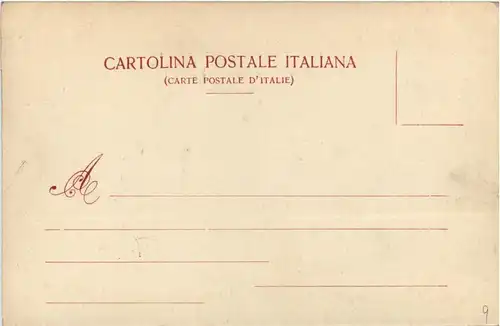 CARTOLINA POSTALE ITALIANA
(CARTE POSTALE D'ITALIE)
A
9